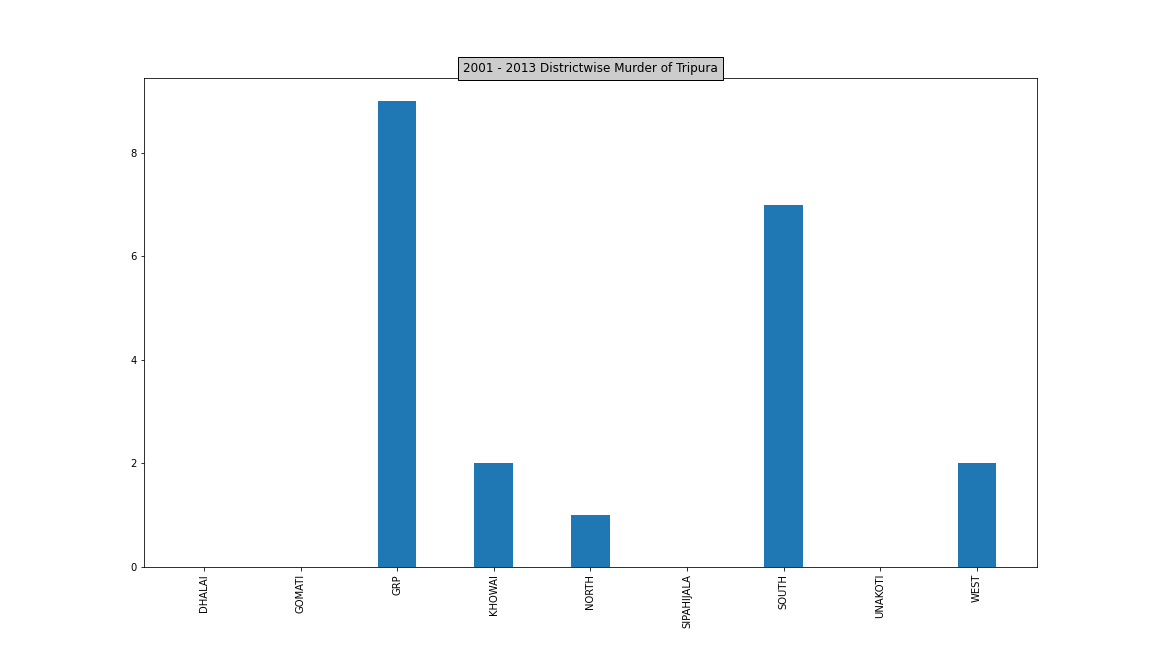 2001 - 2013 Districtwise Murder of Tripura
8
6
4
2
0
DHALAI
GOMATI
GRP
KHOWAI
NORTH
SIPAHIJALA
SOUTH
UNAKOTI
WEST